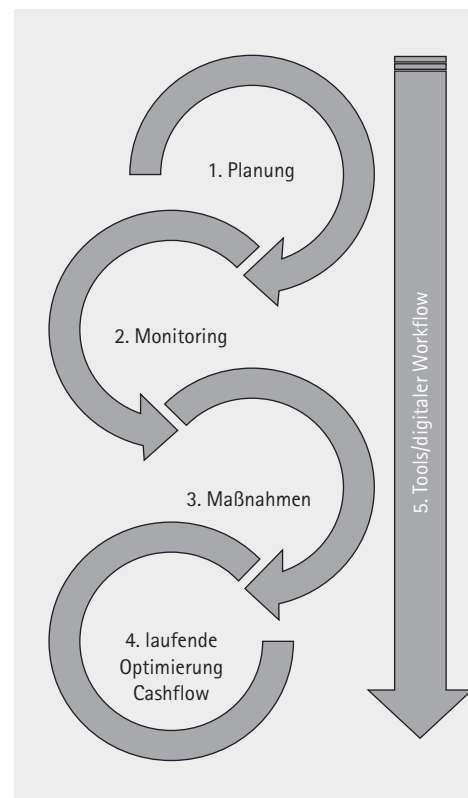 1. Planung
2. Monitoring
3. Maßnahmen
4. laufende
Optimierung
Cashflow
5. Tools/digitaler Workflow